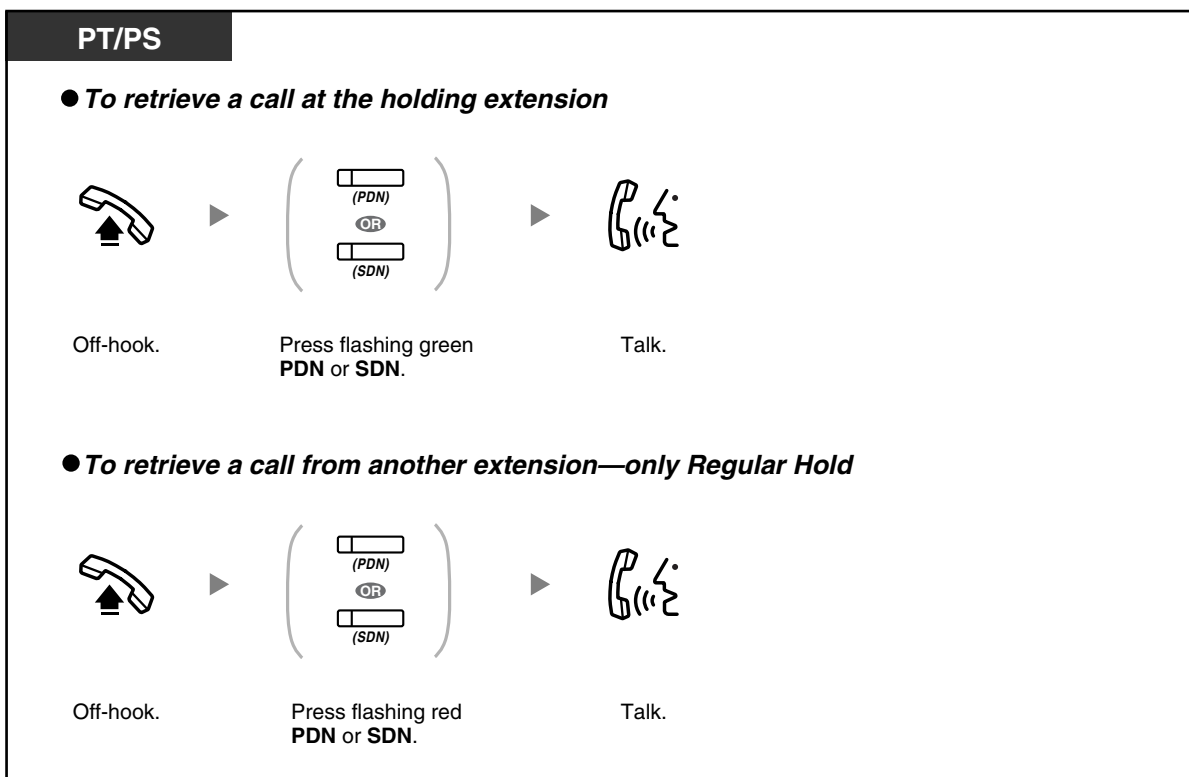 PT/PS
● To retrieve a call at the holding extension
(PDN)
OR
(SDN)
Off-hook.
Press flashing green
PDN or SDN.
Talk.
● To retrieve a call from another extension—only Regular Hold
(PDN)
OR
(SDN)
Off-hook.
Press flashing red
PDN or SDN.
Talk.